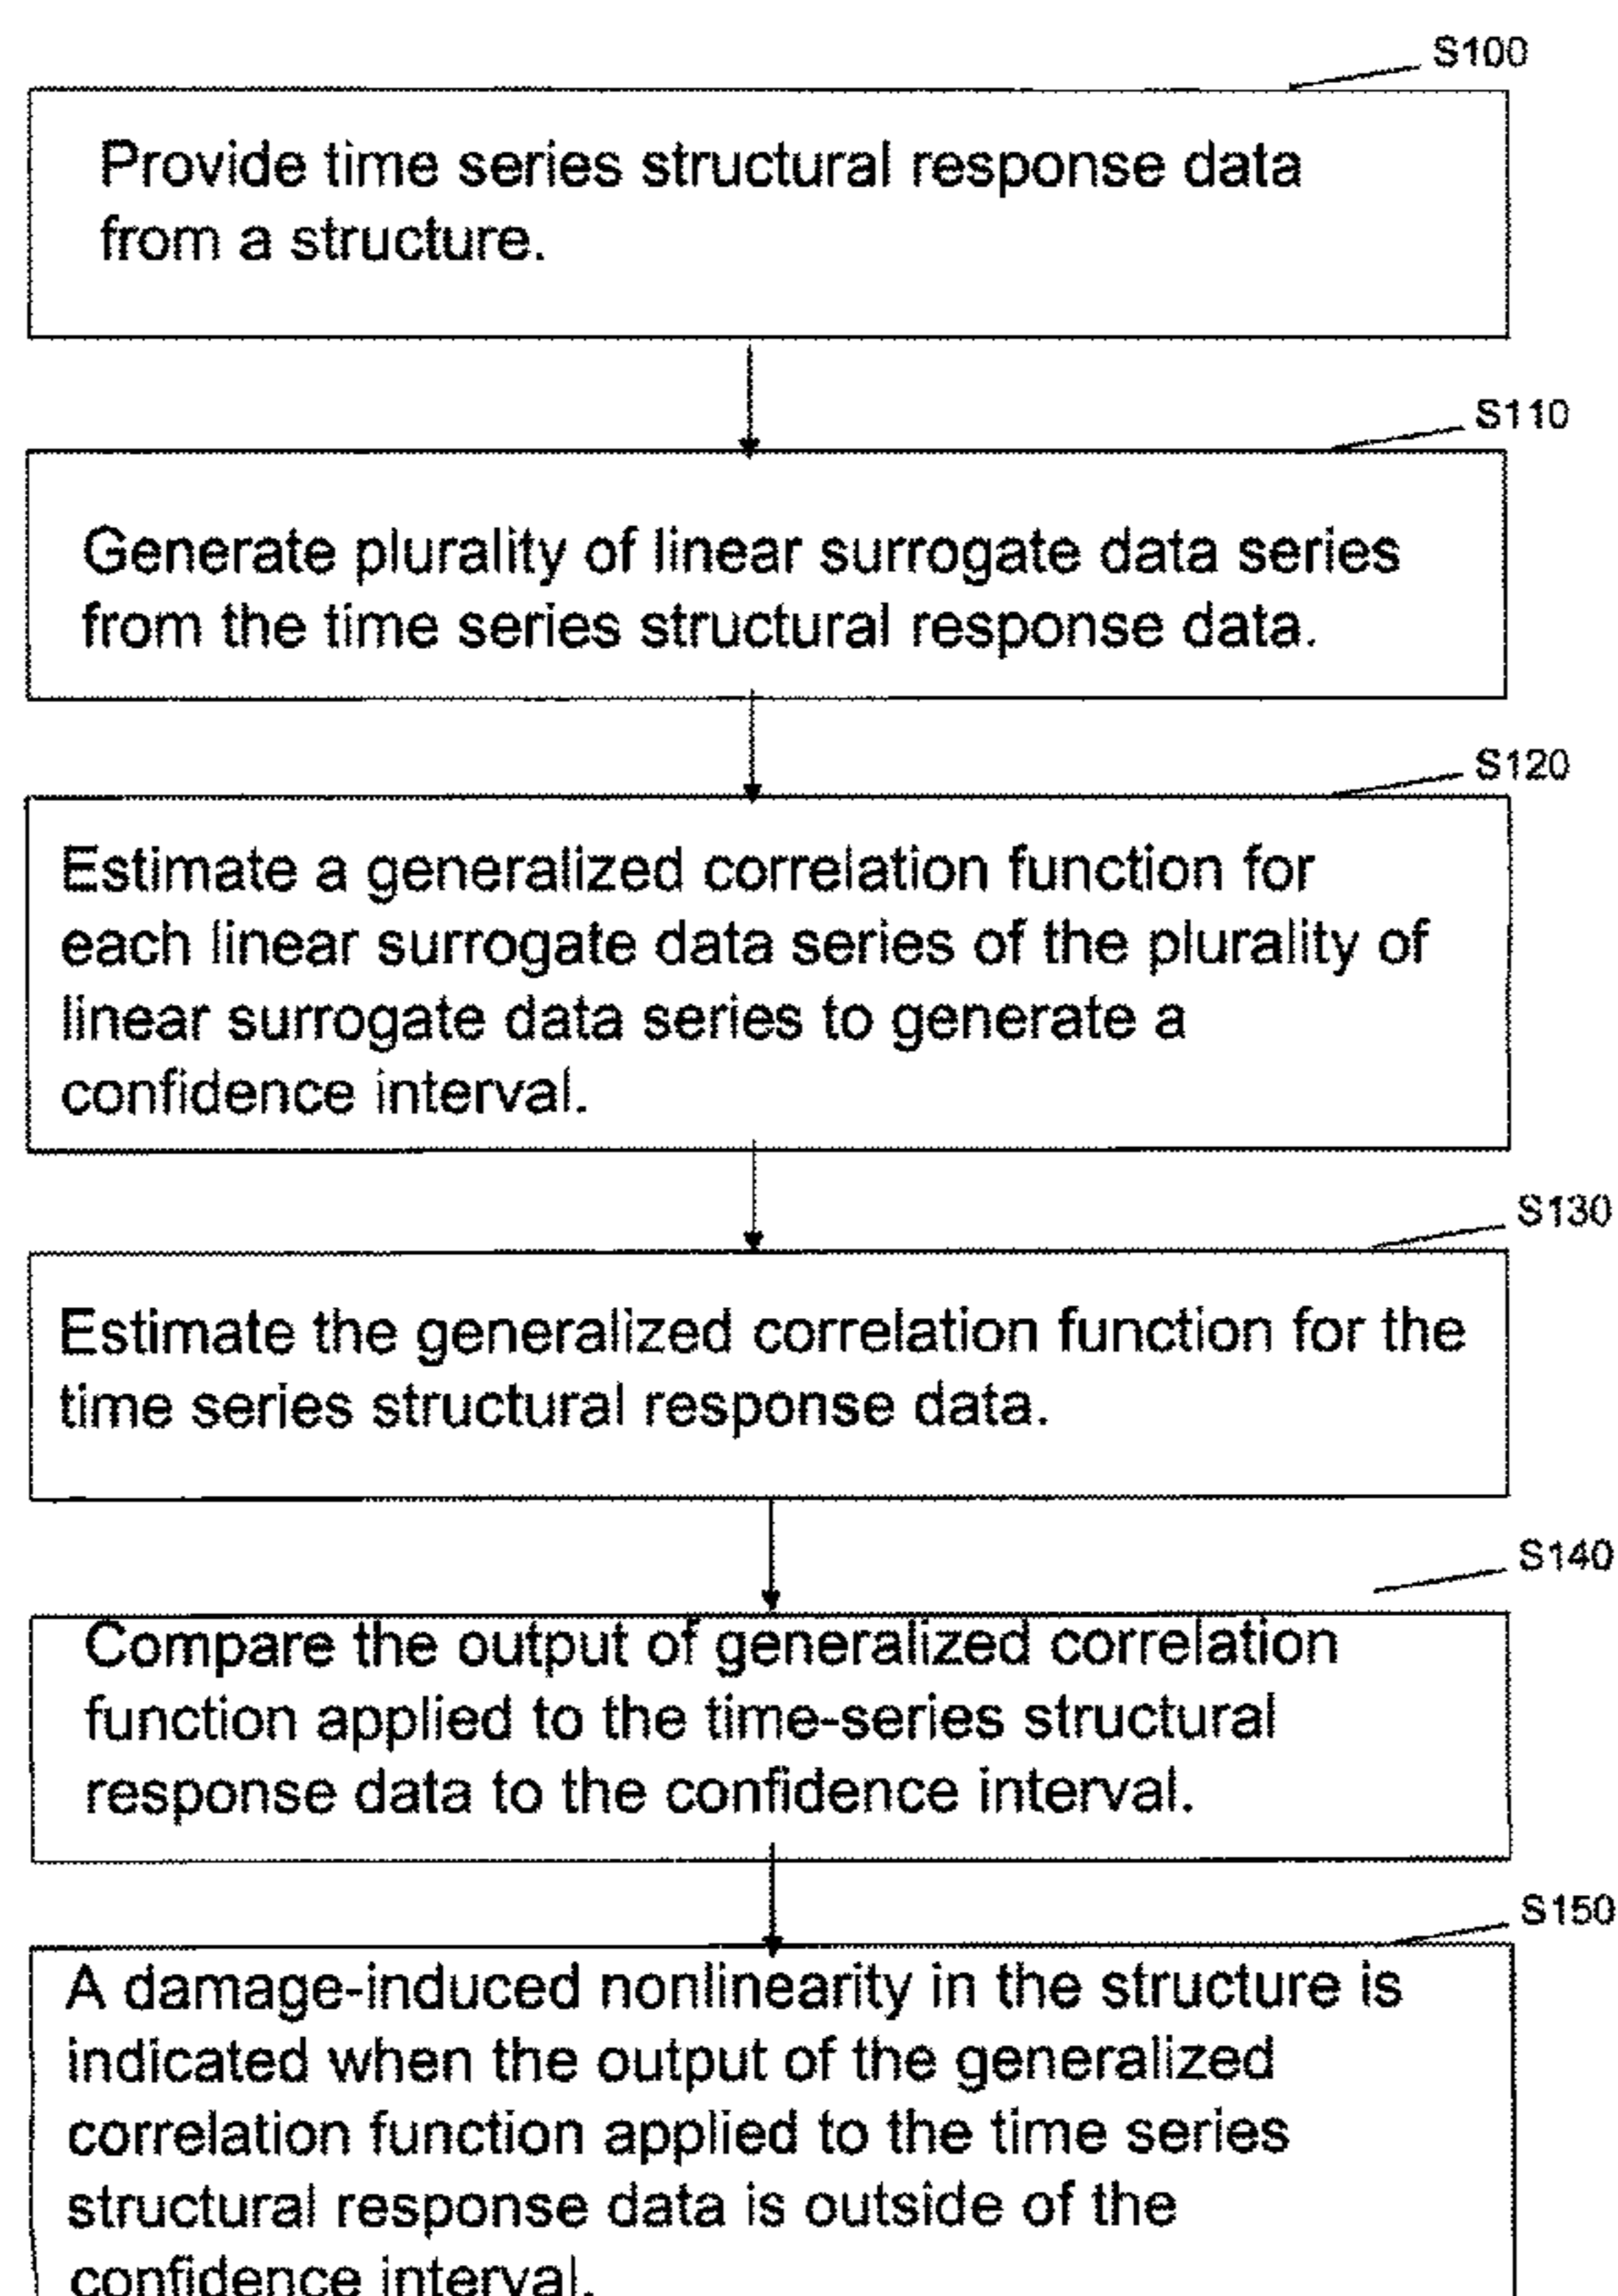 S100
Provide time series structural response data
from a structure.
S110
Generate plurality of linear surrogate data series
from the time series structural response data.
S120
Estimate a generalized correlation function for
each linear surrogate data series of the plurality of
linear surrogate data series to generate a
confidence interval.
S130
Estimate the generalized correlation function for the
time series structural response data.
S140
Compare the output of generalized correlation
function applied to the time-series structural
response data to the confidence interval.
S150
A damage-induced nonlinearity in the structure is
indicated when the output of the generalized
correlation function applied to the time series
structural response data is outside of the
confidence interval.